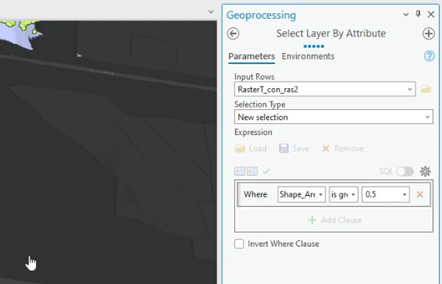 Geoprocessing
Select Layer By Attribute
Parameters Environments
Input Rows
RasterT_con_ras2
Selection Type
New selection
Expression
Load Save Remove
SQL
Where Shape_Are is gre 0.5
Add Clause
Invert Where Clause